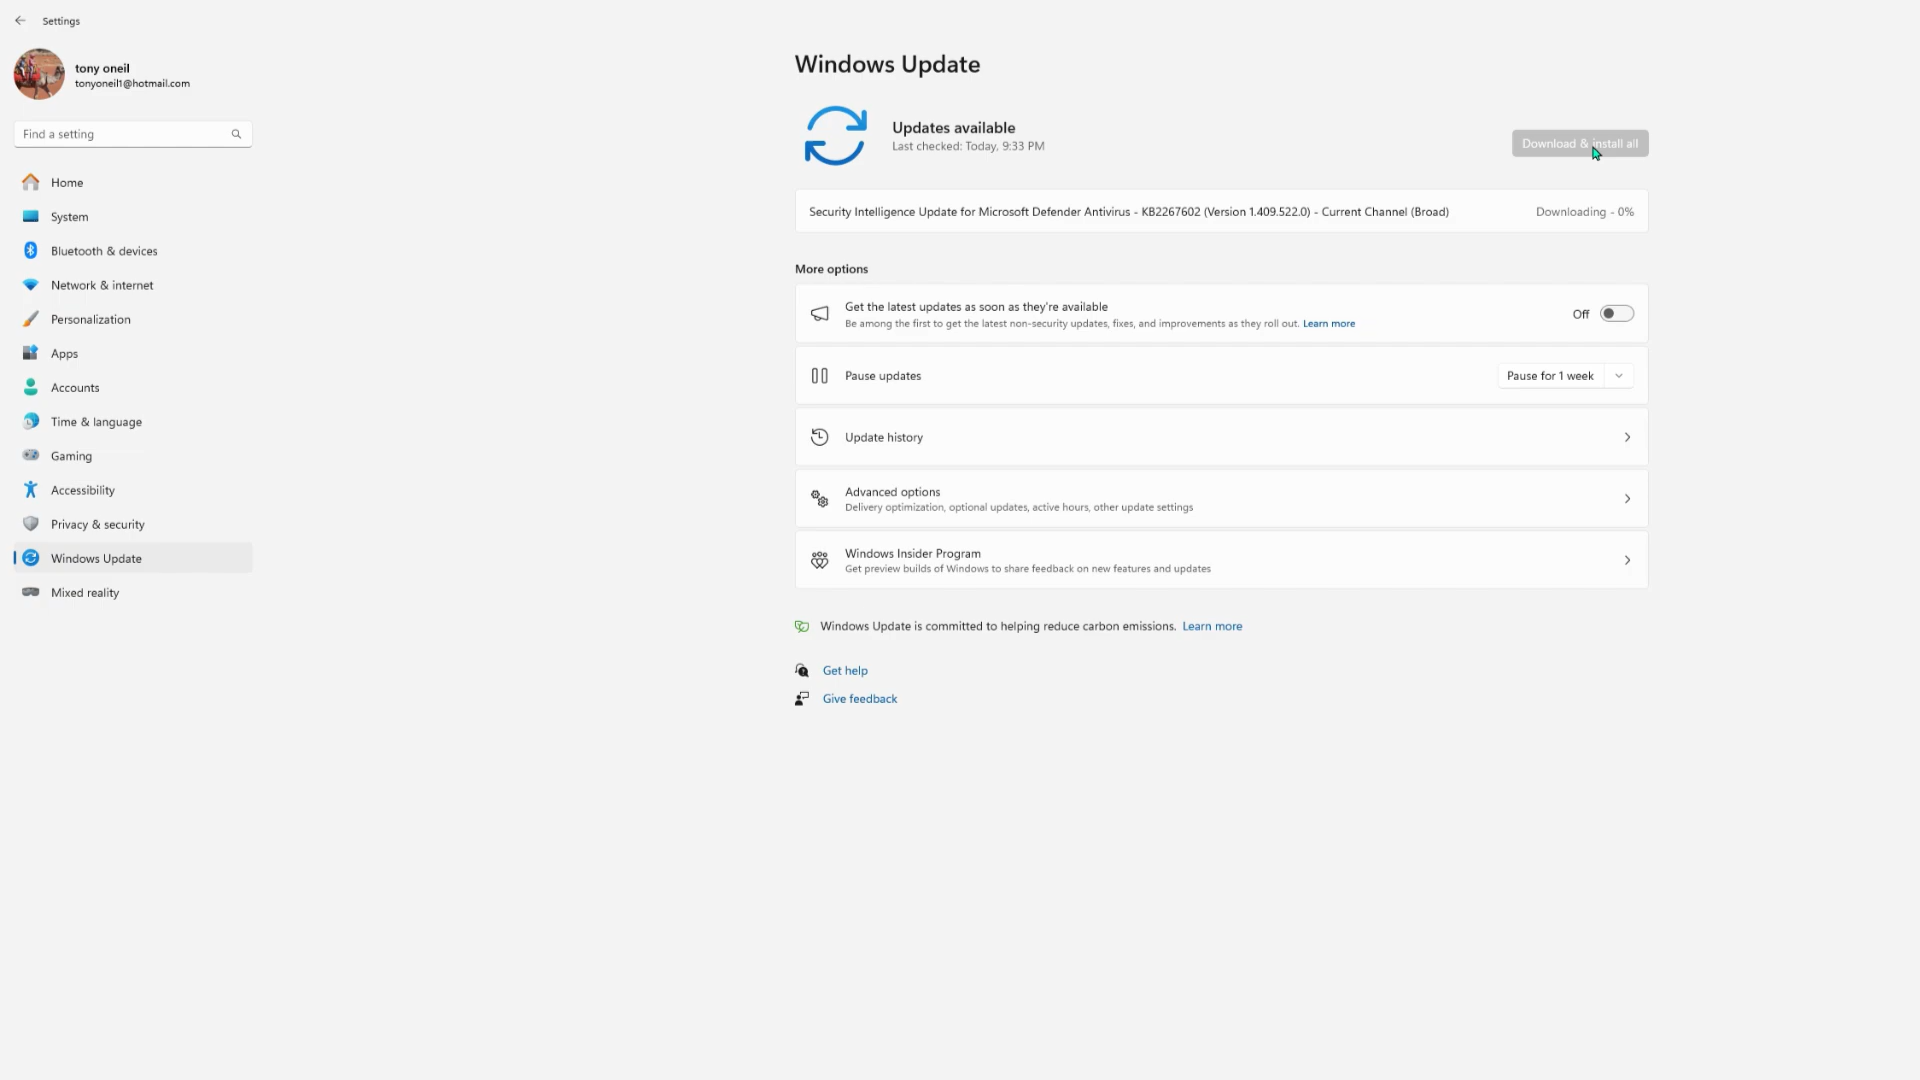 Settings
tony oneil
tonyoneil1@hotmail.com
Find a setting
Home
System
Bluetooth & devices
Network & internet
Personalization
Apps
Accounts
Time & language
Gaming
Accessibility
Privacy & security
Windows Update
Mixed reality
Windows Update
Updates available
Last checked: Today, 9:33 PM
Download & install all
Security Intelligence Update for Microsoft Defender Antivirus - KB2267602 (Version 1.409.522.0) - Current Channel (Broad)
Downloading - 0%
More options
Get the latest updates as soon as they're available
Be among the first to get the latest non-security updates, fixes, and improvements as they roll out. Learn more
Off
Pause updates
Pause for 1 week
Update history
Advanced options
Delivery optimization, optional updates, active hours, other update settings
Windows Insider Program
Get preview builds of Windows to share feedback on new features and updates
Windows Update is committed to helping reduce carbon emissions. Learn more
Get help
Give feedback